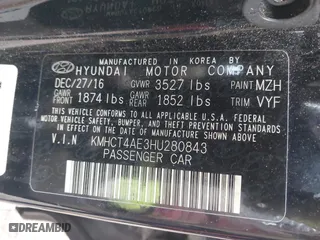 MANUFACTURED IN KOREA BY
HYUNDAI MOTOR COMPANY
DEC/27/16 GVWR 3527 lbs PAINT MZH
GAWR FRONT 1874 lbs GAWR REAR 1852 lbs TRIM VYF
THIS VEHICLE CONFORMS TO ALL APPLICABLE
FEDERAL MOTOR VEHICLE SAFETY, BUMPER, AND
THEFT PREVENTION STANDARDS IN EFFECT ON
THE DATE OF MANUFACTURE SHOWN ABOVE.
V.I.N KMHCT4AE3HU280843
PASSENGER CAR
© DREAMBID dreambid.com